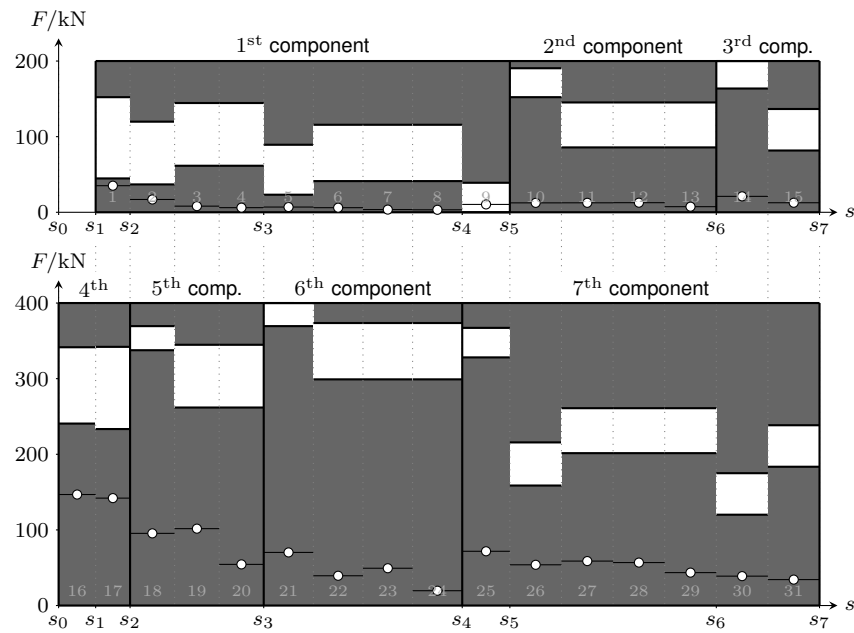 F/kN
1st component 2nd component 3rd comp.
200
100
0
1 2 3 4 5 6 7 8 9 10 11 12 13 14 15
s0 s1 s2 s3 s4 s5 s6 s7 s
F/kN
4th 5th comp. 6th component 7th component
400
300
200
100
0
16 17 18 19 20 21 22 23 24 25 26 27 28 29 30 31
s0 s1 s2 s3 s4 s5 s6 s7 s